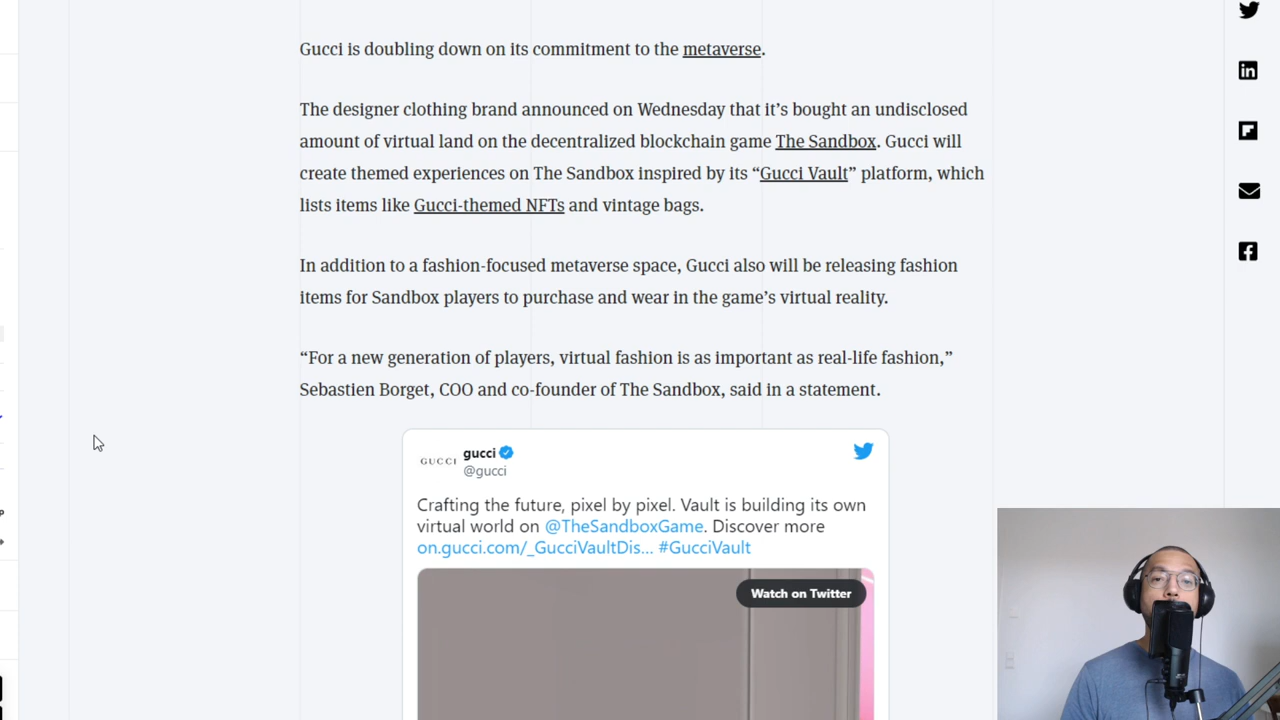 Gucci is doubling down on its commitment to the metaverse.
The designer clothing brand announced on Wednesday that it’s bought an undisclosed
amount of virtual land on the decentralized blockchain game The Sandbox. Gucci will
create themed experiences on The Sandbox inspired by its “Gucci Vault” platform, which
lists items like Gucci-themed NFTs and vintage bags.
In addition to a fashion-focused metaverse space, Gucci also will be releasing fashion
items for Sandbox players to purchase and wear in the game’s virtual reality.
“For a new generation of players, virtual fashion is as important as real-life fashion,”
Sebastien Borget, COO and co-founder of The Sandbox, said in a statement.
GUCCI
gucci
@gucci
Crafting the future, pixel by pixel. Vault is building its own
virtual world on @TheSandboxGame. Discover more
on.gucci.com/_GucciVaultDis... #GucciVault
Watch on Twitter